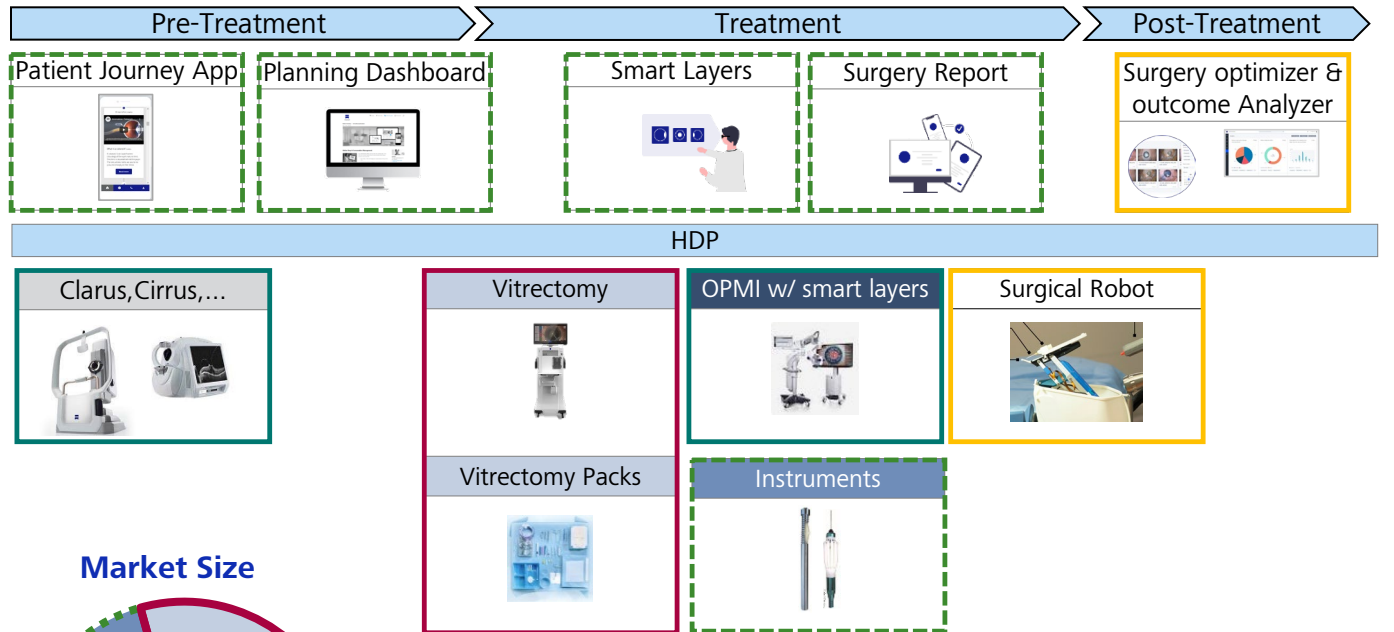 Pre-Treatment
Treatment
Post-Treatment
Patient Journey App
Planning Dashboard
Smart Layers
Surgery Report
Surgery optimizer &
outcome Analyzer
HDP
Clarus,Cirrus,...
Vitrectomy
OPMI w/ smart layers
Surgical Robot
Vitrectomy Packs
Instruments
Market Size